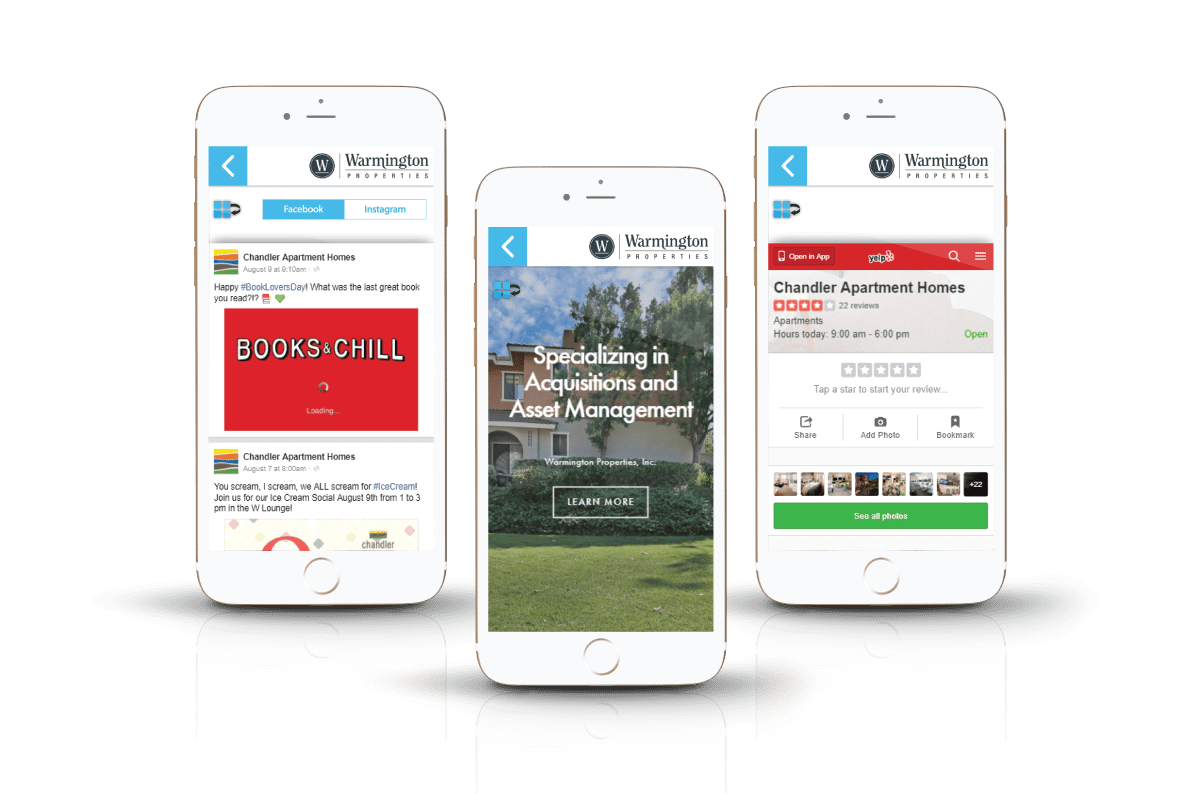 W Warmington
PROPERTIES
Facebook
Instagram
Chandler Apartment Homes
August 9 at 9:10am ·
Happy #BookLoversDay! What was the last great book
you read?!?
BOOKS & CHILL
Loading...
Chandler Apartment Homes
August 7 at 8:00am ·
You scream, I scream, we ALL scream for #IceCream!
Join us for our Ice Cream Social August 9th from 1 to 3
pm in the W Lounge!
chandler
W Warmington
PROPERTIES
Specializing in
Acquisitions and
Asset Management
Warmington Properties, Inc.
LEARN MORE
W Warmington
PROPERTIES
Open in App
yelp
Chandler Apartment Homes
22 reviews
Apartments
Hours today: 9:00 am - 6:00 pm
Open
Tap a star to start your review...
Share
Add Photo
Bookmark
+22
See all photos